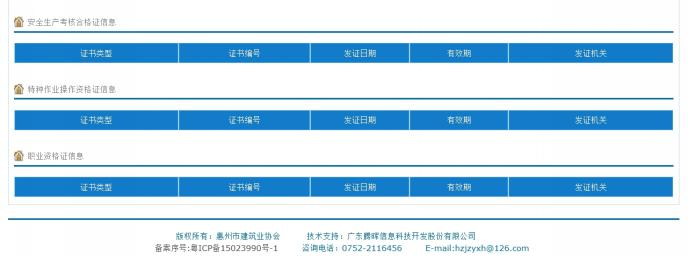 安全生产考核合格证信息
证书类型 证书编号 发证日期 有效期 发证机关
特种作业操作资格证信息
证书类型 证书编号 发证日期 有效期 发证机关
职业资格证信息
证书类型 证书编号 发证日期 有效期 发证机关
版权所有：惠州市建筑业协会 技术支持：广东腾晖信息科技开发股份有限公司
备案序号:粤ICP备15023990号-1 咨询电话：0752-2116456 E-mail:hzjzyxh@126.com